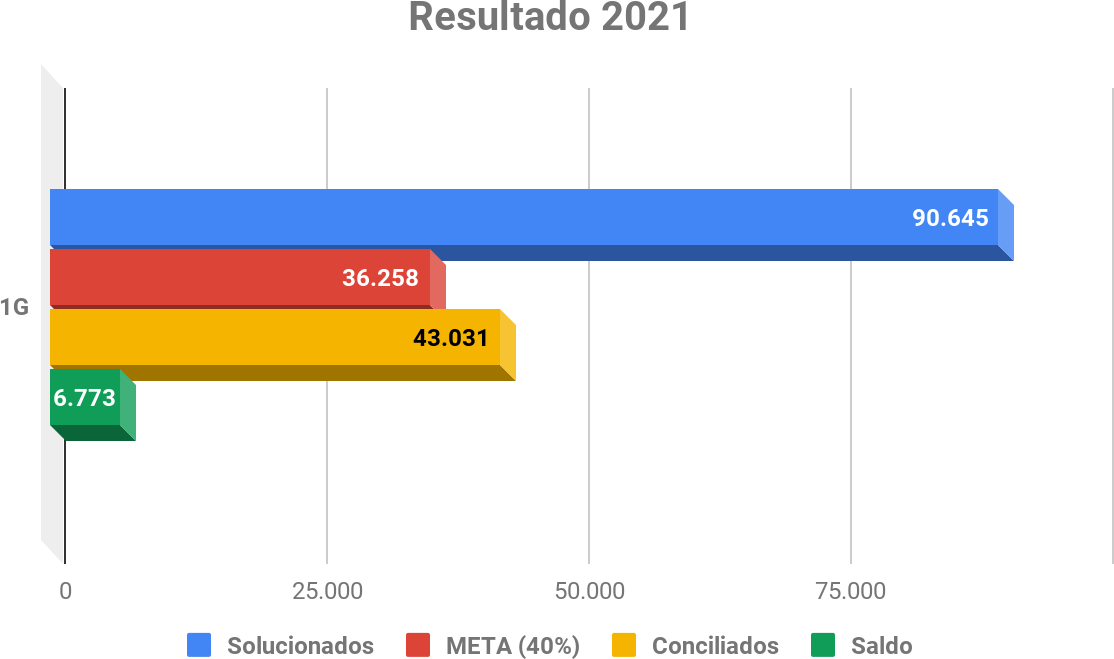 Resultado 2021
90.645
36.258
1G
43.031
6.773
0 25.000 50.000 75.000
Solucionados META (40%) Conciliados Saldo